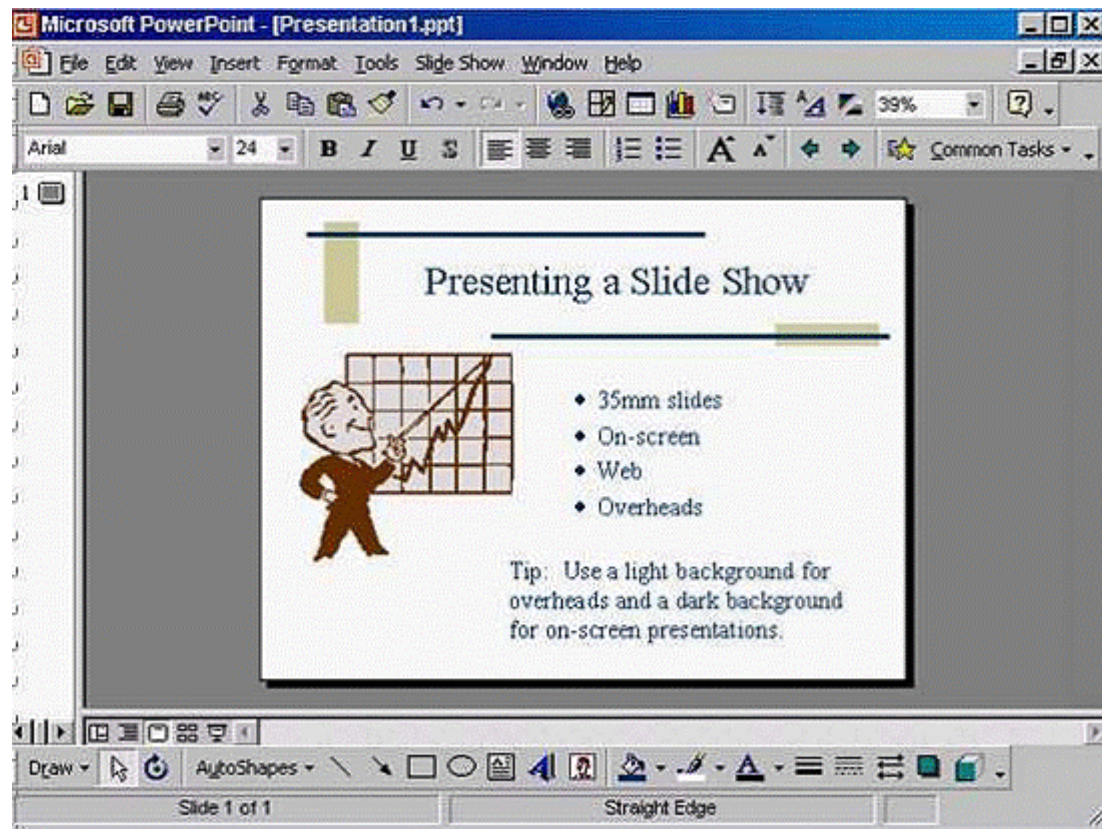 Microsoft PowerPoint - [Presentation1.ppt]
File Edit View Insert Format Tools Slide Show Window Help
39%
Arial 24 B I U S A A Common Tasks
1
Presenting a Slide Show
35mm slides
On-screen
Web
Overheads
Tip: Use a light background for
overheads and a dark background
for on-screen presentations.
Draw AutoShapes
Slide 1 of 1 Straight Edge